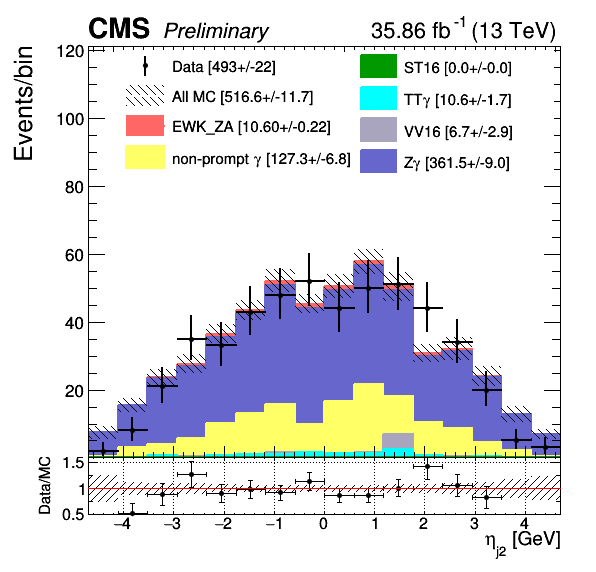 CMS Preliminary 35.86 fb⁻¹ (13 TeV)
Events/bin
120
100
80
60
40
20
Data [493+/-22]
All MC [516.6+/-11.7]
EWK_ZA [10.60+/-0.22]
non-prompt γ [127.3+/-6.8]
ST16 [0.0+/-0.0]
TTγ [10.6+/-1.7]
VV16 [6.7+/-2.9]
Zγ [361.5+/-9.0]
Data/MC
1.5
1
0.5
−4 −3 −2 −1 0 1 2 3 4
η_j2 [GeV]